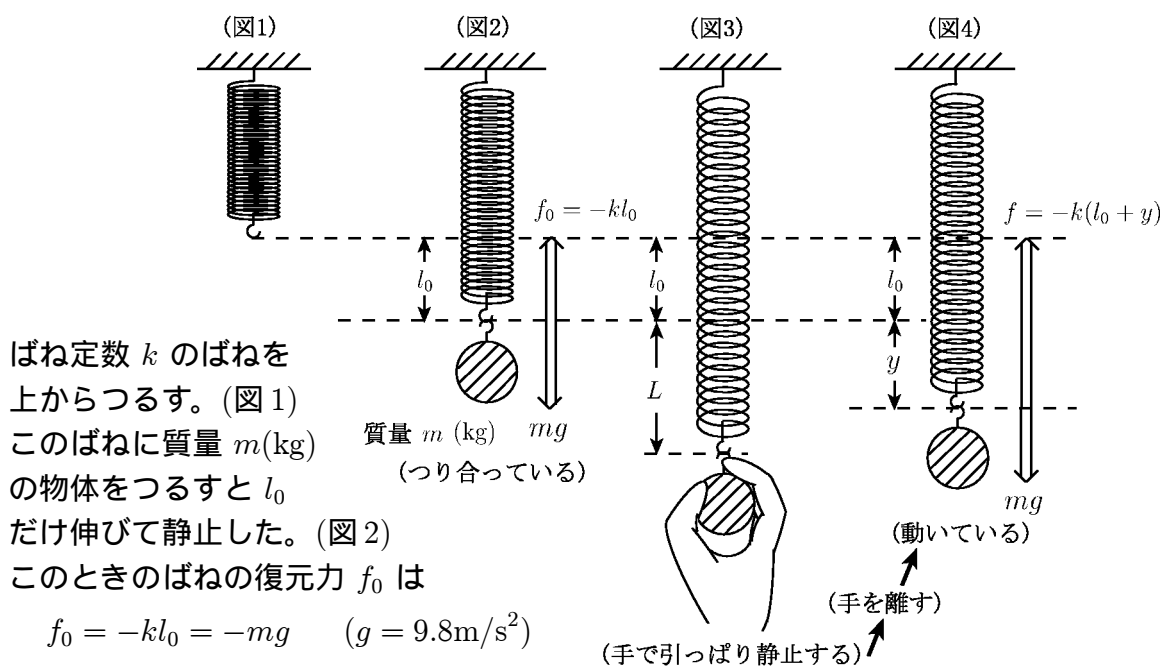 (図1)
(図2)
(図3)
(図4)
f₀ = −kl₀
f = −k(l₀ + y)
l₀
l₀
l₀
L
y
質量 m (kg)
mg
(つり合っている)
mg
(動いている)
(手を離す)
(手で引っぱり静止する)
ばね定数 k のばねを
上からつるす。(図1)
このばねに質量 m(kg)
の物体をつるすと l₀
だけ伸びて静止した。(図2)
このときのばねの復元力 f₀ は
f₀ = −kl₀ = −mg (g = 9.8m/s²)